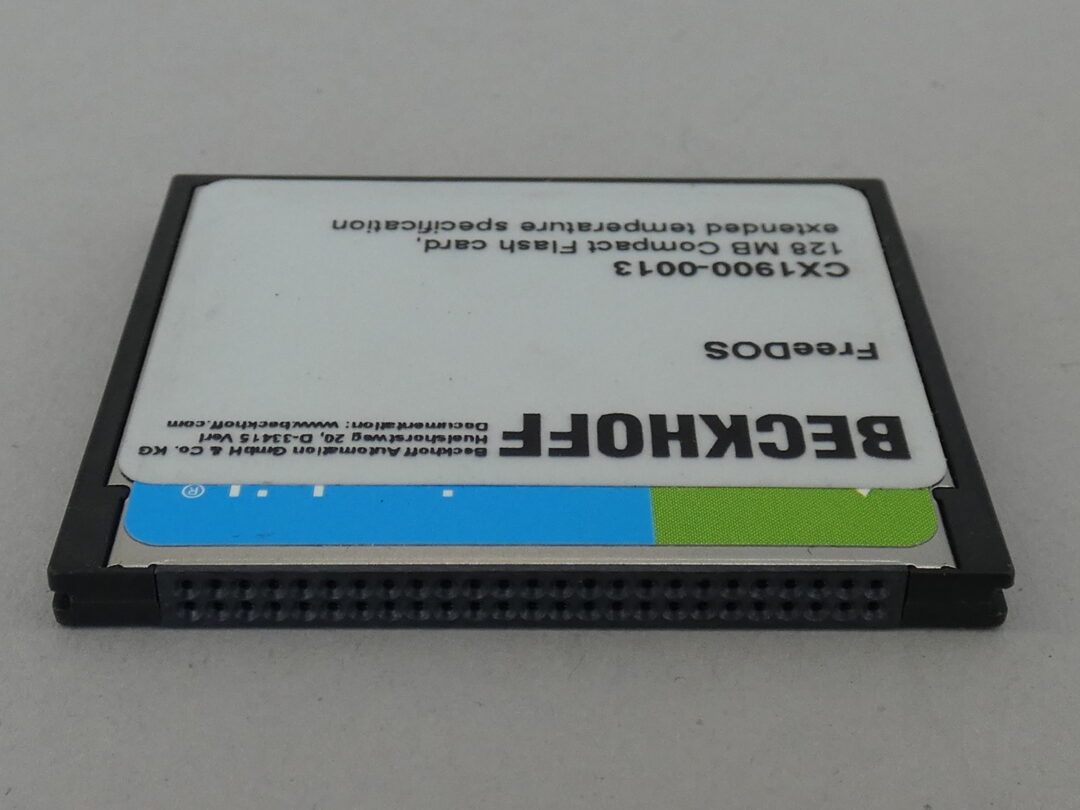 BECKHOFF
Beckhoff Automation GmbH & Co. KG
Hualshorstweg 20, D-33415 Verl
Documentation: www.beckhoff.com
FreeDOS
CX1900-0013
128 MB Compact Flash card,
extended temperature specification
®